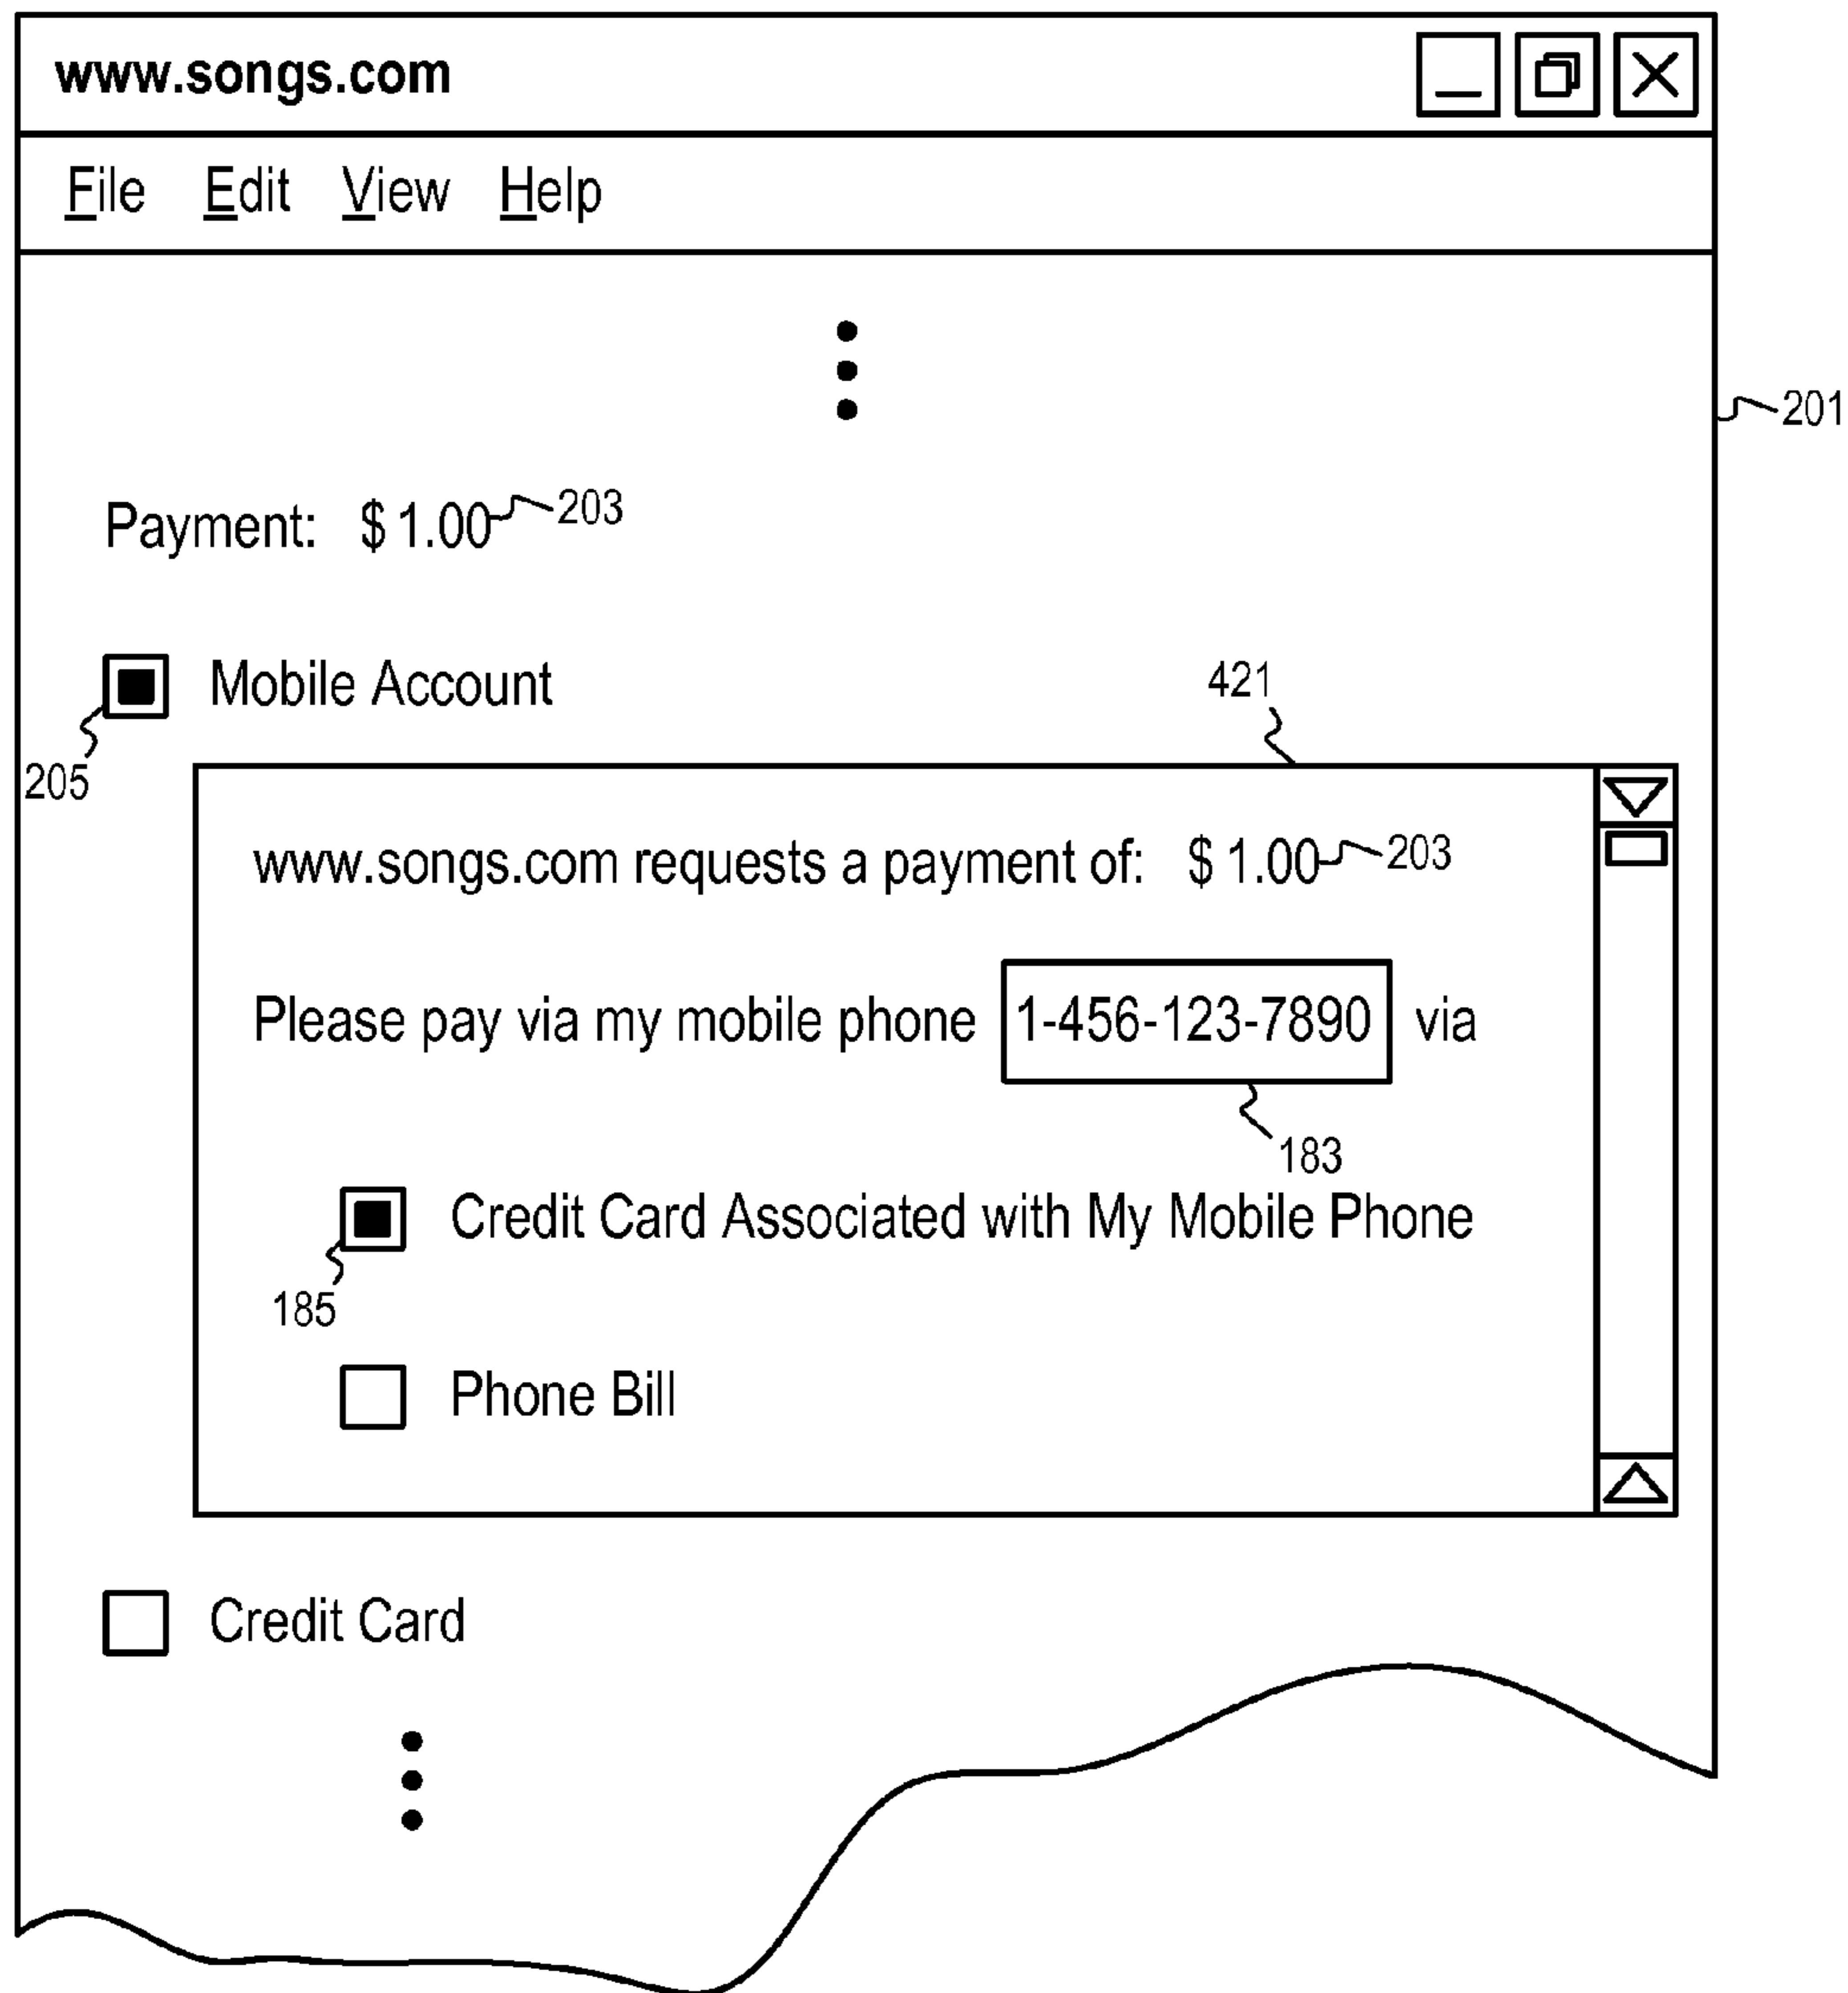 www.songs.com
File Edit View Help
201
Payment: $ 1.00 203
Mobile Account
205
421
www.songs.com requests a payment of: $ 1.00 203
Please pay via my mobile phone 1-456-123-7890 via
183
Credit Card Associated with My Mobile Phone
185
Phone Bill
Credit Card